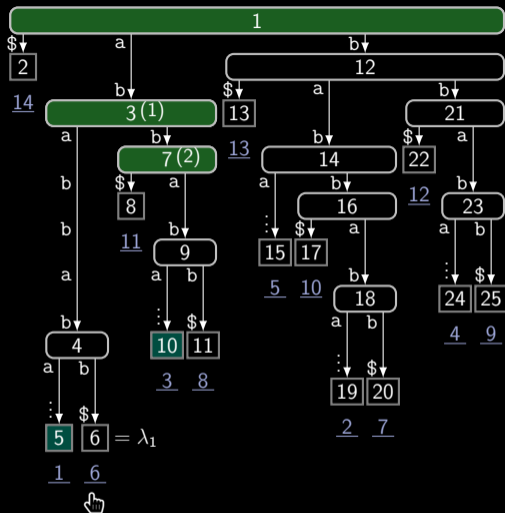 1
$ a b
2 12
14 b $ a b
3 (1) 13 21
a b 13 b $ a
7 (2) 14 22
b $ a a b 12 b
8 16 23
b 11 b ⋮ $ a a b
9 15 17
a a b 5 10 b ⋮ $
⋮ $ 18 24 25
b 10 11 a b 4 9
4
a b 3 8 ⋮ $
19 20
⋮ $ 2 7
5 6 = λ₁
1 6